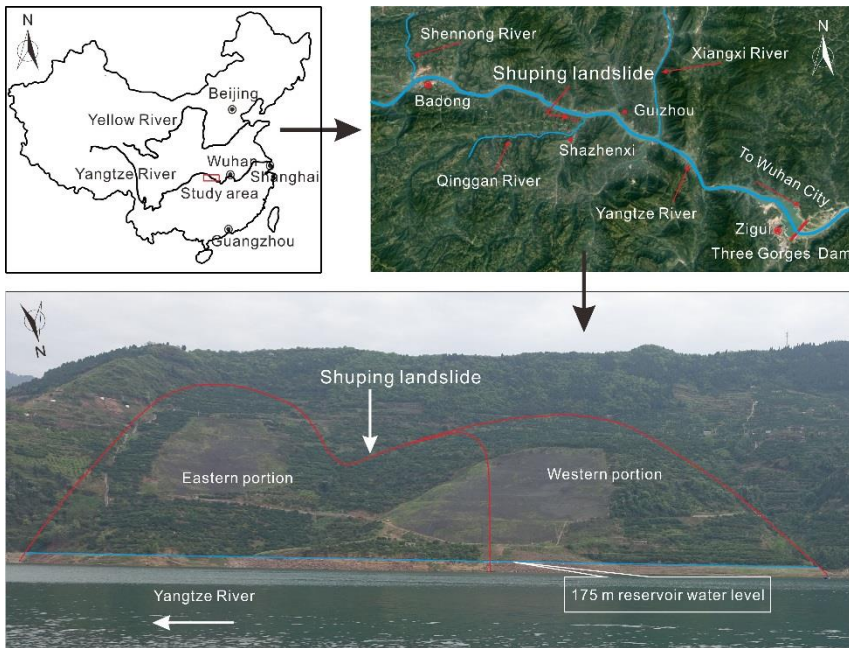 N
Beijing
Yellow River
Yangtze River
Wuhan
Shanghai
Study area
Guangzhou
N
Shennong River
Xiangxi River
Shuping landslide
Badong
Guizhou
Shazhenxi
Qinggan River
Yangtze River
To Wuhan City
Zigui
Three Gorges Dam
N
Shuping landslide
Eastern portion
Western portion
175 m reservoir water level
Yangtze River